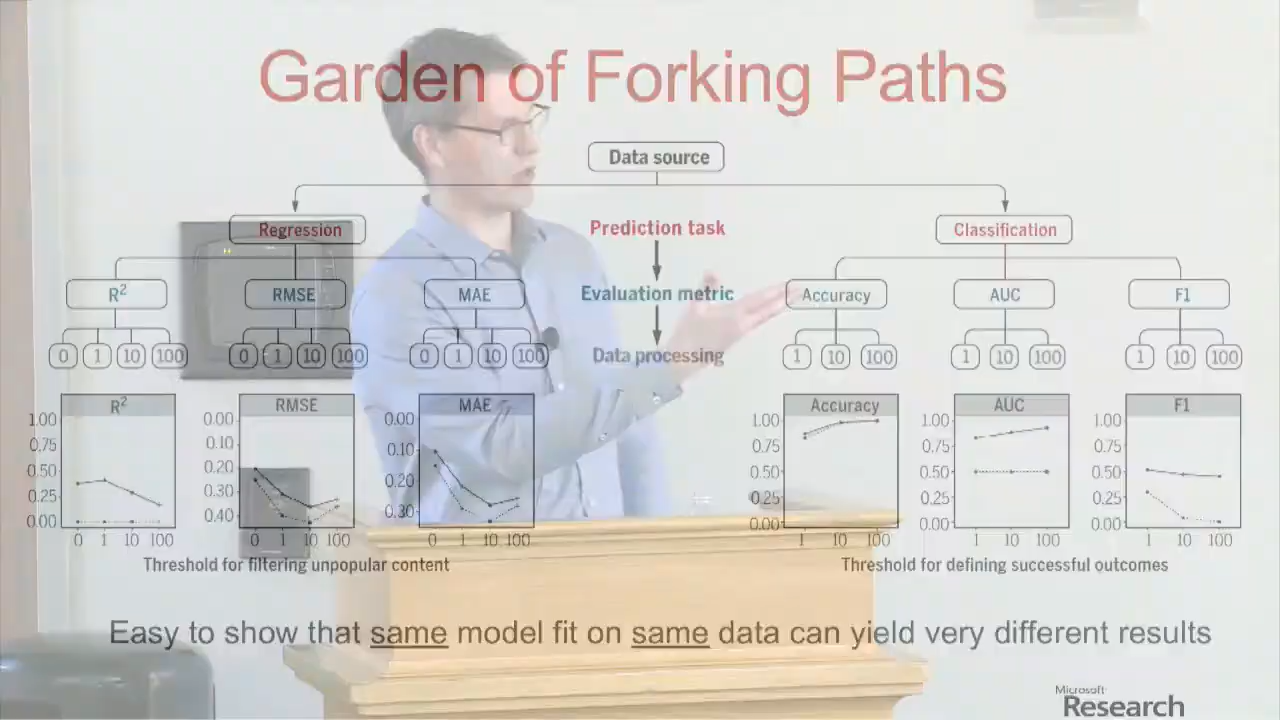 Garden of Forking Paths
Data source
Regression
Prediction task
Classification
R²
RMSE
MAE
Evaluation metric
Accuracy
AUC
F1
0 1 10 100
0 1 10 100
0 1 10 100
Data processing
1 10 100
1 10 100
1 10 100
R²
1.00
0.75
0.50
0.25
0.00
0 1 10 100
RMSE
0.00
0.10
0.20
0.30
0.40
0 1 10 100
MAE
0.00
0.10
0.20
0.30
0 1 10 100
Threshold for filtering unpopular content
Accuracy
1.00
0.75
0.50
0.25
0.00
1 10 100
AUC
1.00
0.75
0.50
0.25
0.00
1 10 100
F1
1.00
0.75
0.50
0.25
0.00
1 10 100
Threshold for defining successful outcomes
Easy to show that same model fit on same data can yield very different results
Microsoft
Research